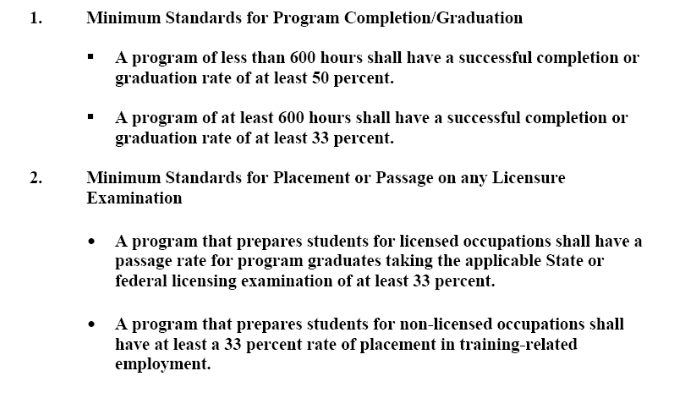 1. Minimum Standards for Program Completion/Graduation
▪ A program of less than 600 hours shall have a successful completion or
graduation rate of at least 50 percent.
▪ A program of at least 600 hours shall have a successful completion or
graduation rate of at least 33 percent.
2. Minimum Standards for Placement or Passage on any Licensure
Examination
• A program that prepares students for licensed occupations shall have a
passage rate for program graduates taking the applicable State or
federal licensing examination of at least 33 percent.
• A program that prepares students for non-licensed occupations shall
have at least a 33 percent rate of placement in training-related
employment.